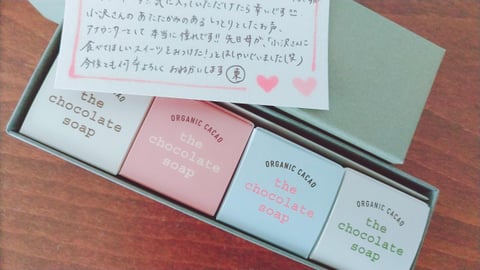 気に入っていただけたら幸いです!!
小沢さんの あたたかみのある しっとりとしたお声、
アナウンサーとして 本当に 憧れです!! 先日母が、「小沢さんに
食べてほしいスイーツをみつけた!」とはしゃいでいました(笑)
今後とも よろしく おねがいします (東)
the
chocolate
soap
ORGANIC CACAO
the
chocolate
soap
ORGANIC CACAO
the
chocolate
soap
ORGANIC CACAO
the
chocolate
soap